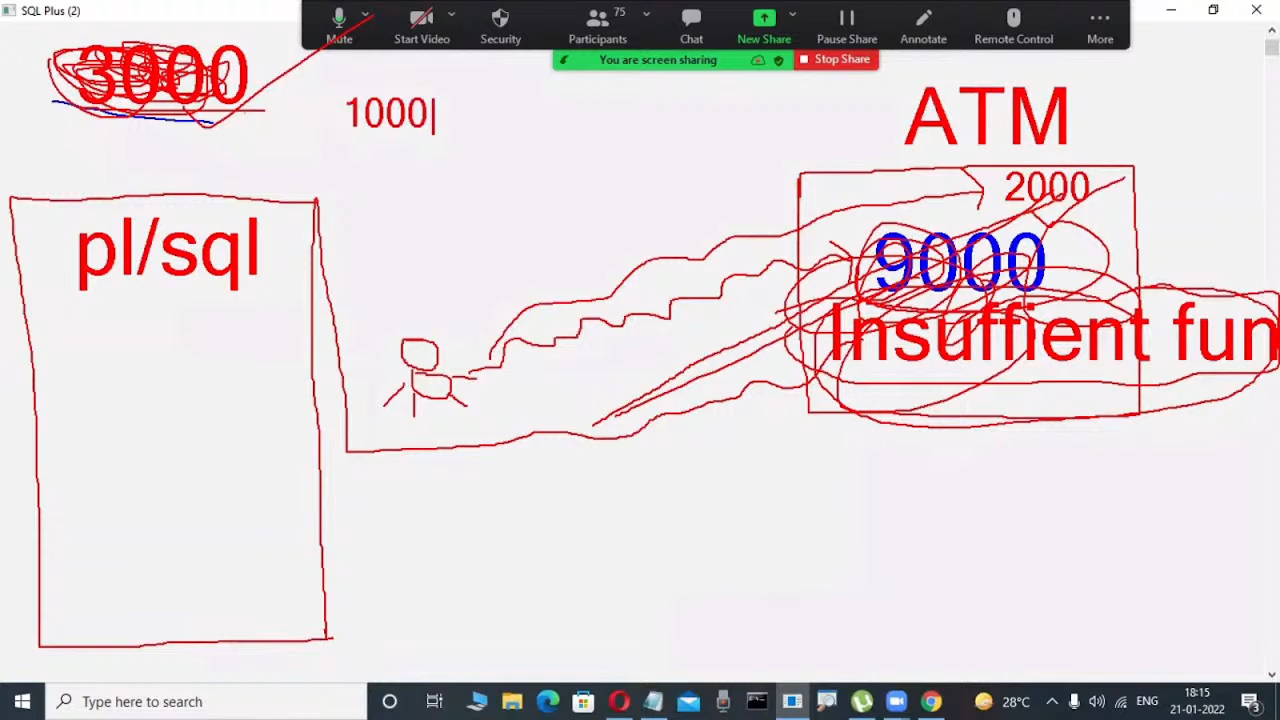 SQL Plus (2)
Mute
Start Video
Security
75
Participants
Chat
New Share
Pause Share
Annotate
Remote Control
More
You are screen sharing
Stop Share
3000
1000
ATM
2000
pl/sql
9000
Insuffient fun
Type here to search
28°C
ENG
18:15
21-01-2022
3